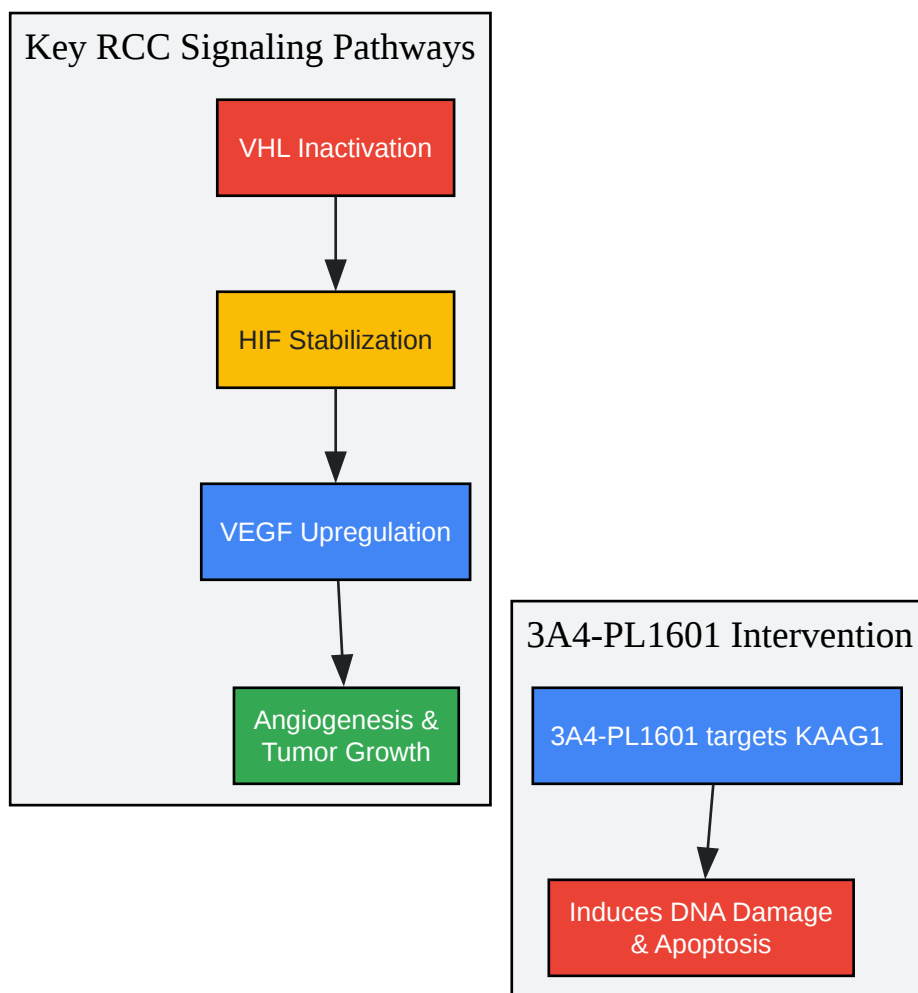 Key RCC Signaling Pathways
VHL Inactivation
HIF Stabilization
VEGF Upregulation
Angiogenesis &
Tumor Growth
3A4-PL1601 Intervention
3A4-PL1601 targets KAAG1
Induces DNA Damage
& Apoptosis